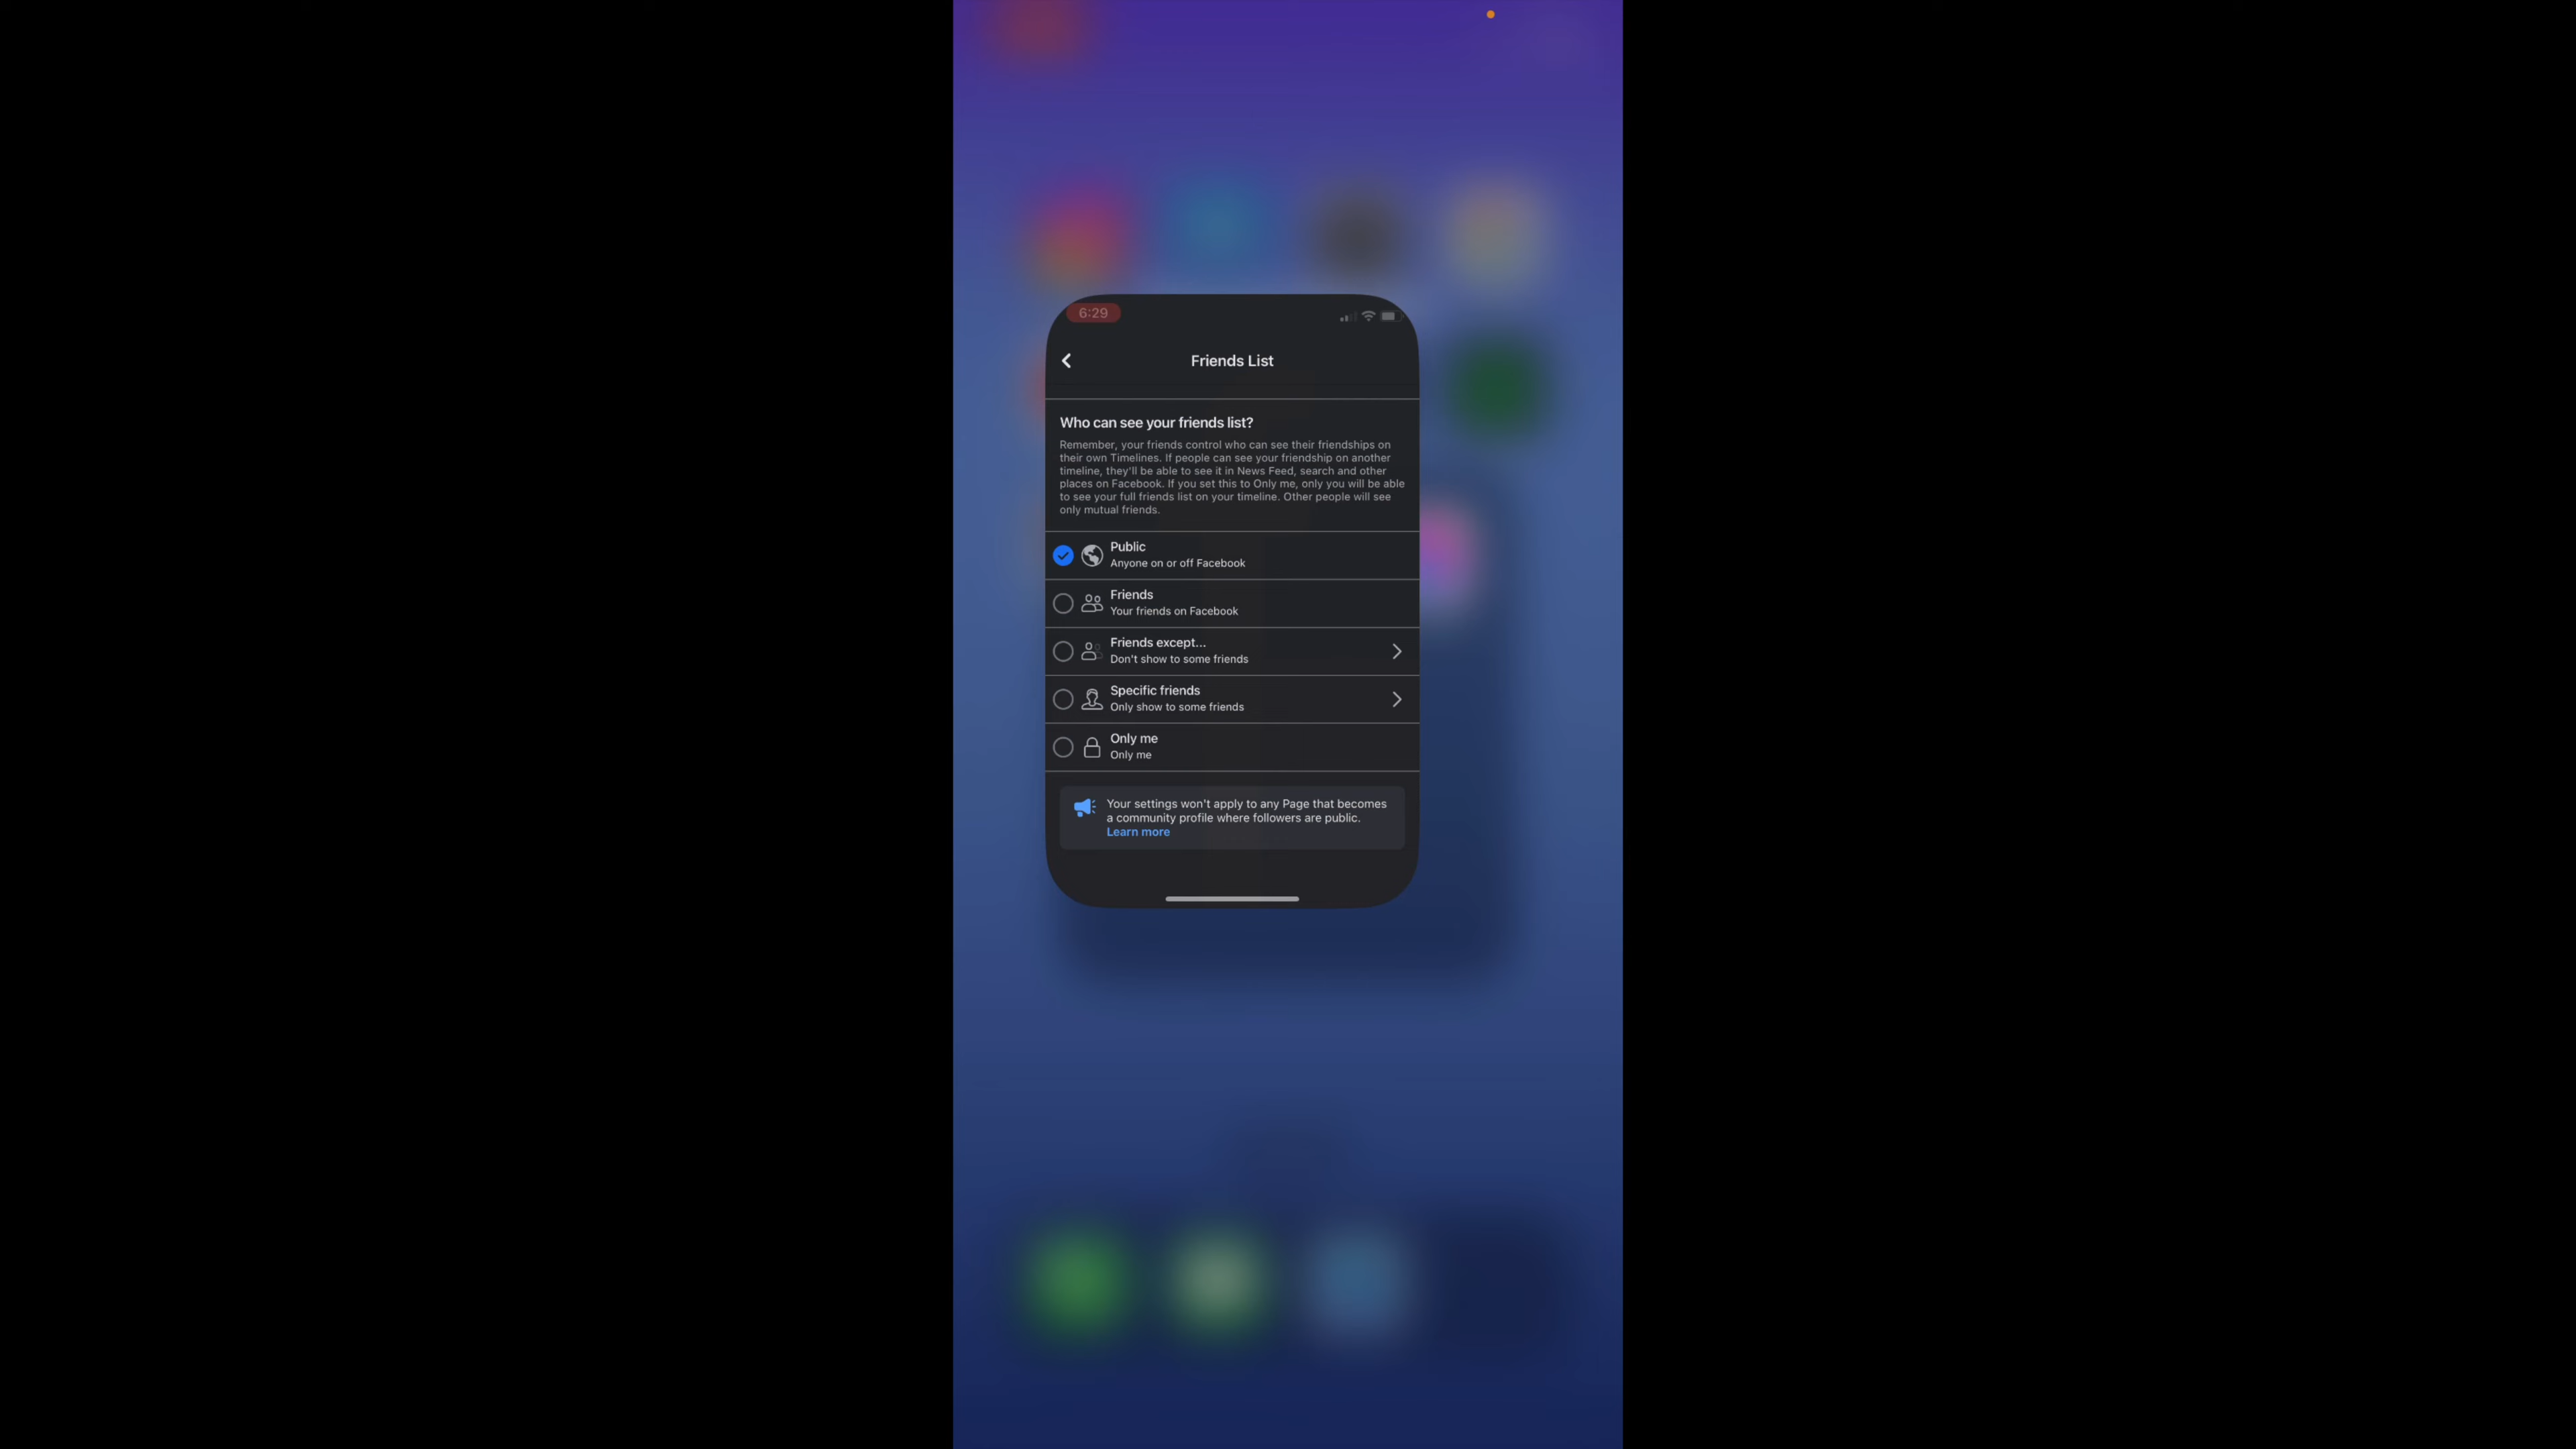 6:29
Friends List
Who can see your friends list?
Remember, your friends control who can see their friendships on
their own Timelines. If people can see your friendship on another
timeline, they'll be able to see it in News Feed, search and other
places on Facebook. If you set this to Only me, only you will be able
to see your full friends list on your timeline. Other people will see
only mutual friends.
Public
Anyone on or off Facebook
Friends
Your friends on Facebook
Friends except...
Don't show to some friends
Specific friends
Only show to some friends
Only me
Only me
Your settings won't apply to any Page that becomes
a community profile where followers are public.
Learn more